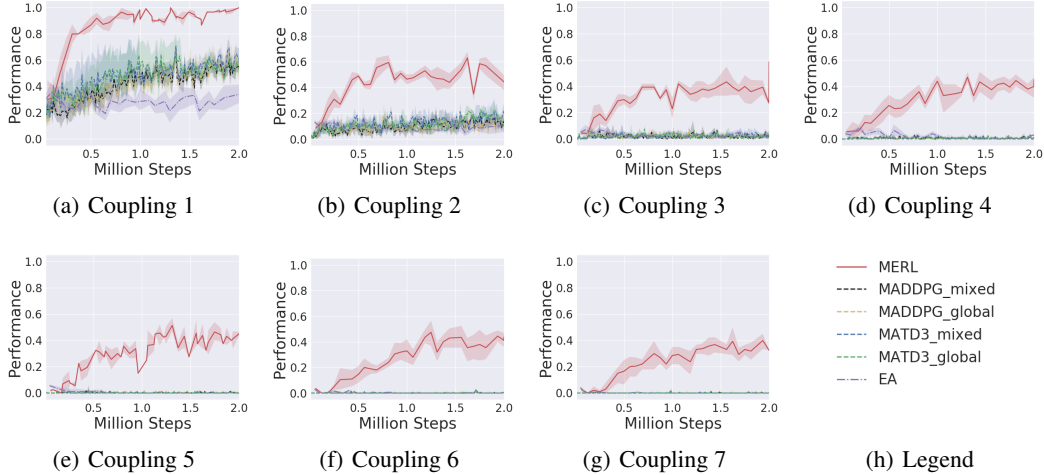 1.0
0.8
0.6
0.4
0.2
0.0
Performance
0.5 1.0 1.5 2.0
Million Steps
(a) Coupling 1
1.0
0.8
0.6
0.4
0.2
0.0
Performance
0.5 1.0 1.5 2.0
Million Steps
(b) Coupling 2
1.0
0.8
0.6
0.4
0.2
0.0
Performance
0.5 1.0 1.5 2.0
Million Steps
(c) Coupling 3
1.0
0.8
0.6
0.4
0.2
0.0
Performance
0.5 1.0 1.5 2.0
Million Steps
(d) Coupling 4
1.0
0.8
0.6
0.4
0.2
0.0
Performance
0.5 1.0 1.5 2.0
Million Steps
(e) Coupling 5
1.0
0.8
0.6
0.4
0.2
0.0
Performance
0.5 1.0 1.5 2.0
Million Steps
(f) Coupling 6
1.0
0.8
0.6
0.4
0.2
0.0
Performance
0.5 1.0 1.5 2.0
Million Steps
(g) Coupling 7
MERL
MADDPG_mixed
MADDPG_global
MATD3_mixed
MATD3_global
EA
(h) Legend